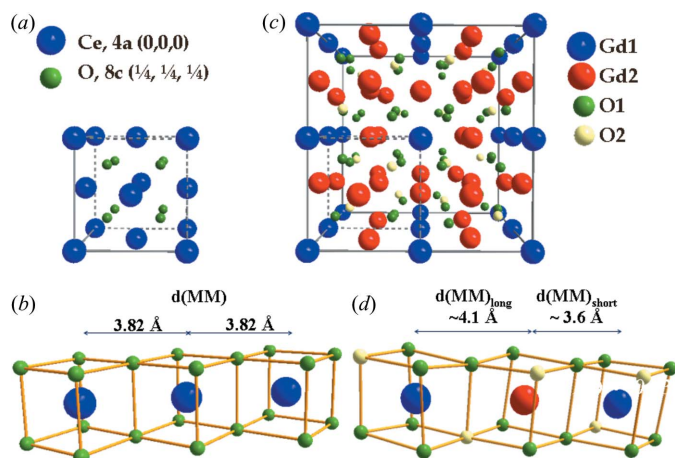 (a)
Ce, 4a (0,0,0)
O, 8c (¼, ¼, ¼)
(c)
Gd1
Gd2
O1
O2
(b)
d(MM)
3.82 Å 3.82 Å
(d)
d(MM)long d(MM)short
~4.1 Å ~ 3.6 Å